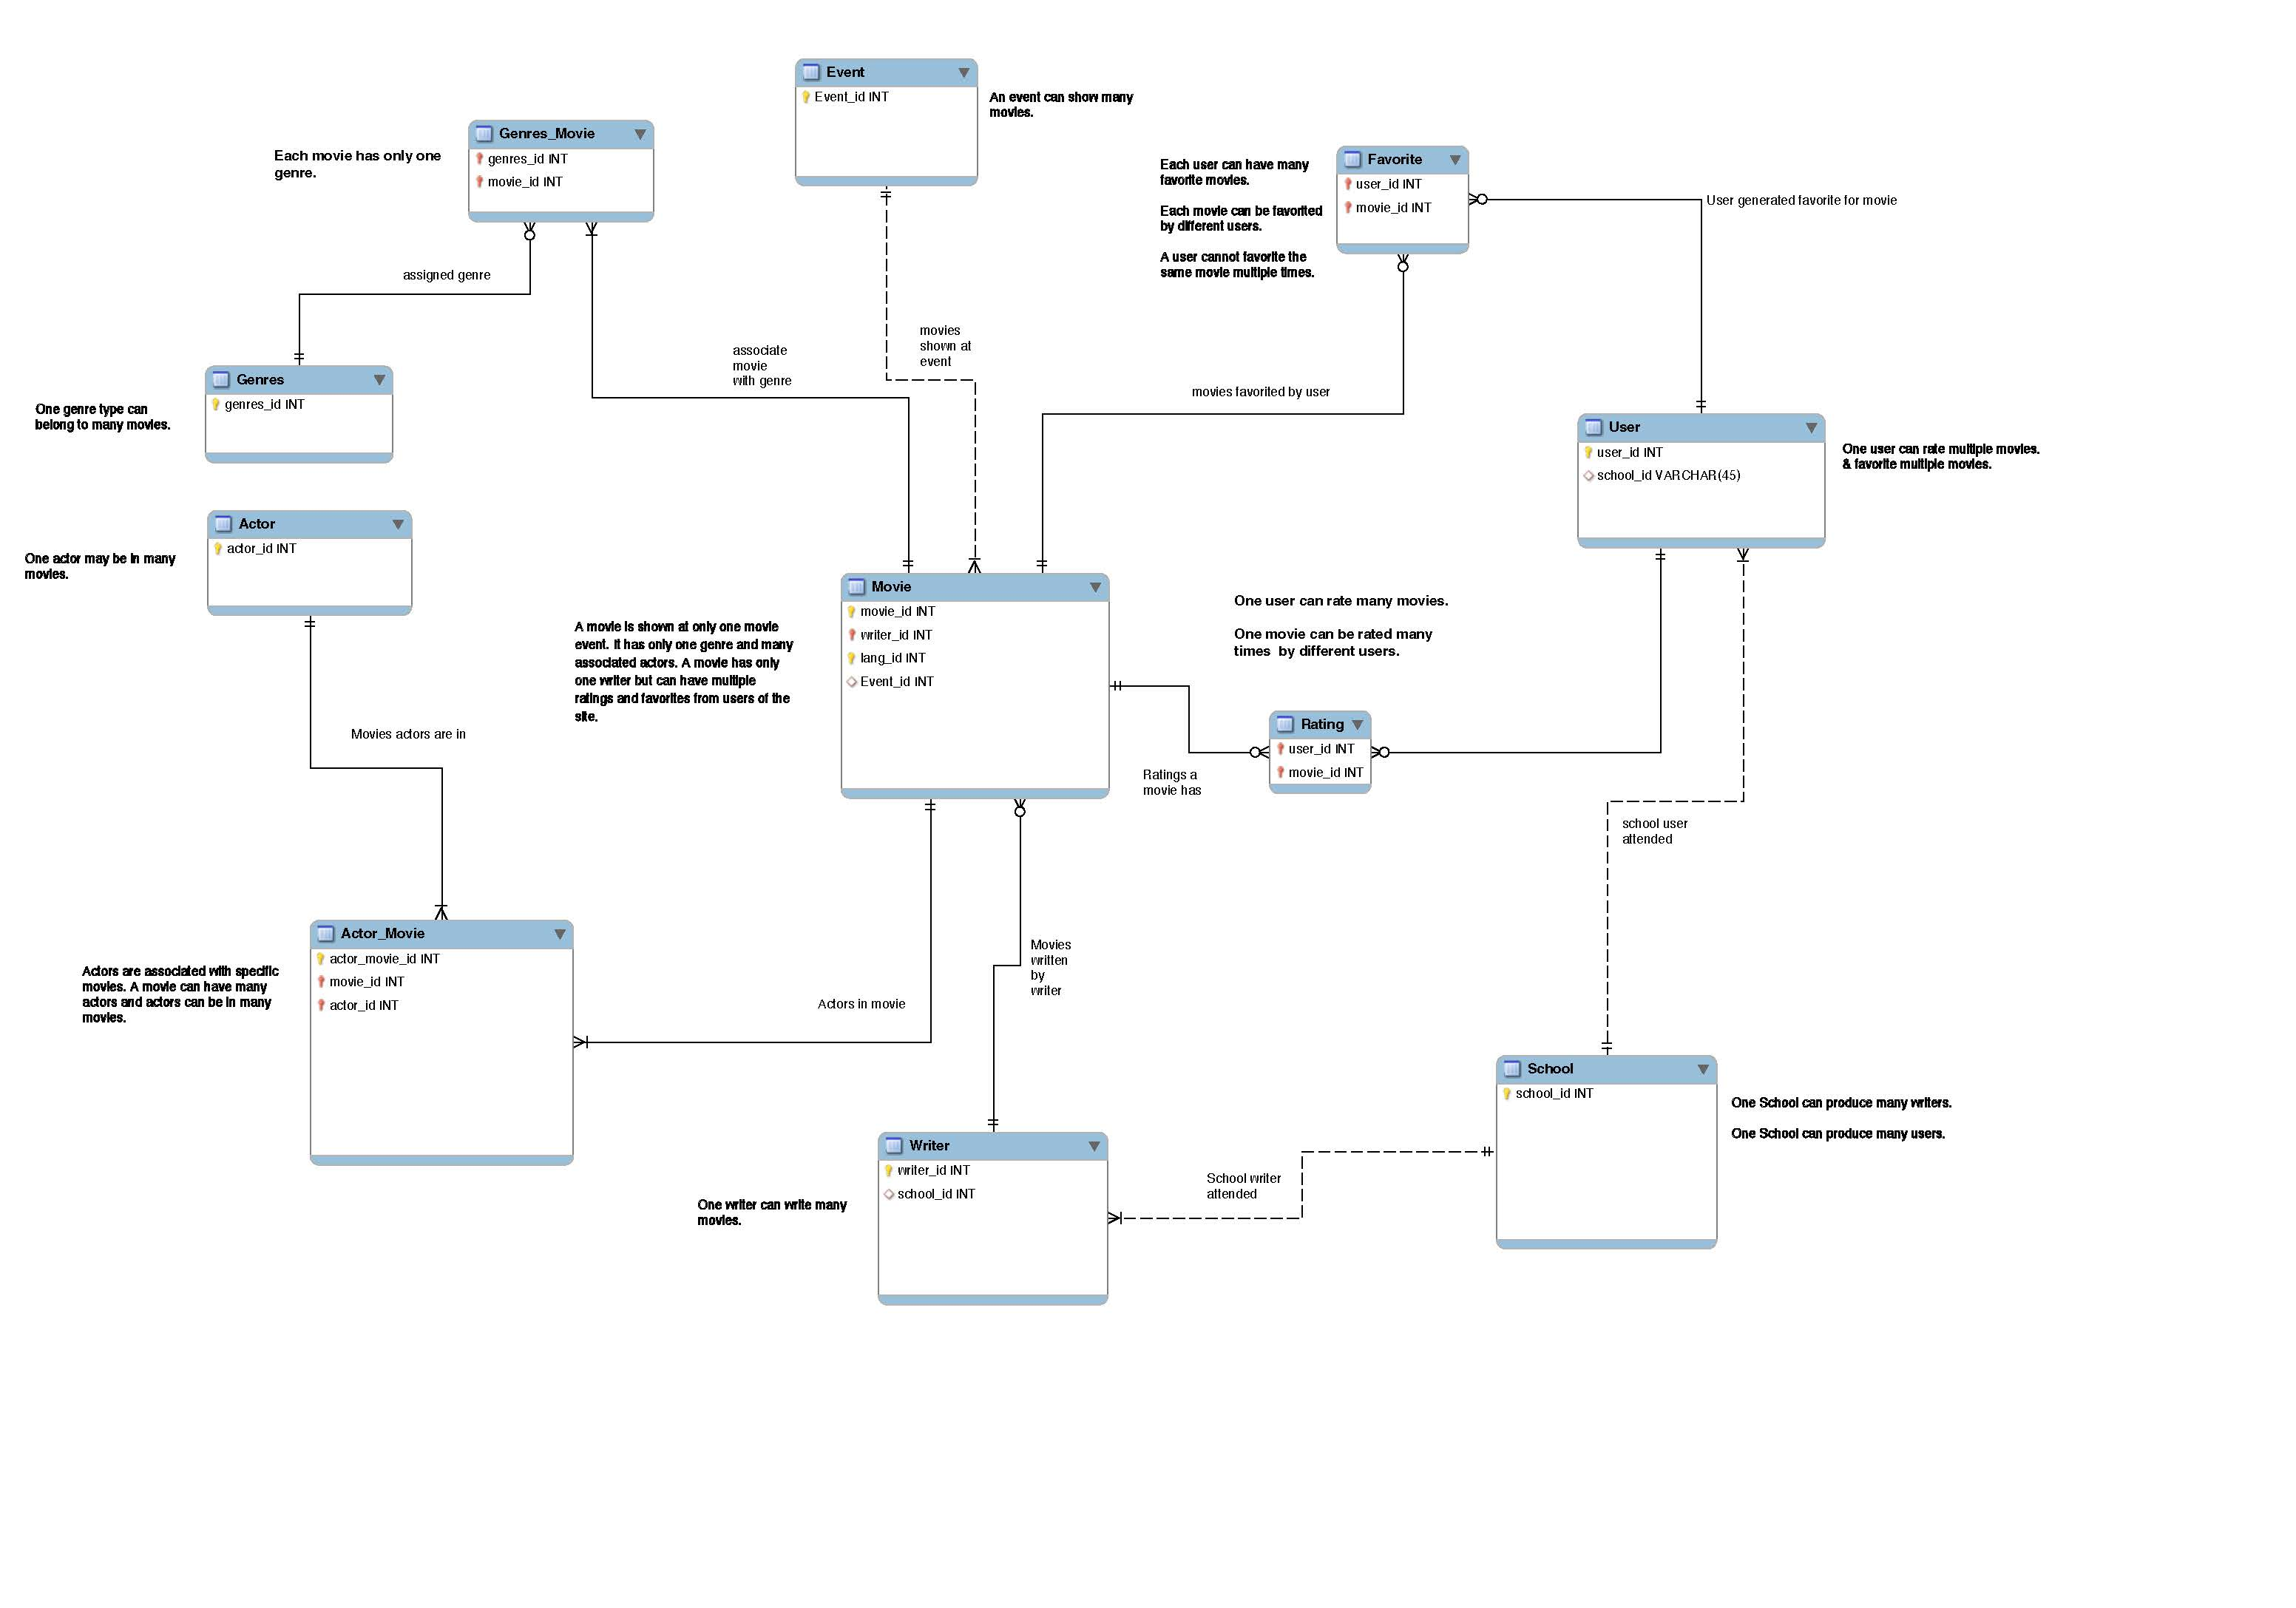 Event
Event_id INT
An event can show many
movies.
Genres_Movie
genres_id INT
movie_id INT
Each movie has only one
genre.
Favorite
user_id INT
movie_id INT
Each user can have many
favorite movies.
Each movie can be favorited
by different users.
A user cannot favorite the
same movie multiple times.
User generated favorite for movie
assigned genre
movies
shown at
event
associate
movie
with genre
movies favorited by user
Genres
genres_id INT
One genre type can
belong to many movies.
User
user_id INT
school_id VARCHAR(45)
One user can rate multiple movies.
& favorite multiple movies.
Actor
actor_id INT
One actor may be in many
movies.
Movie
movie_id INT
writer_id INT
lang_id INT
Event_id INT
A movie is shown at only one movie
event. It has only one genre and many
associated actors. A movie has only
one writer but can have multiple
ratings and favorites from users of the
site.
One user can rate many movies.
One movie can be rated many
times by different users.
Rating
user_id INT
movie_id INT
Movies actors are in
Ratings a
movie has
school user
attended
Actor_Movie
actor_movie_id INT
movie_id INT
actor_id INT
Actors are associated with specific
movies. A movie can have many
actors and actors can be in many
movies.
Actors in movie
Movies
written
by
writer
School
school_id INT
One School can produce many writers.
One School can produce many users.
Writer
writer_id INT
school_id INT
One writer can write many
movies.
School writer
attended